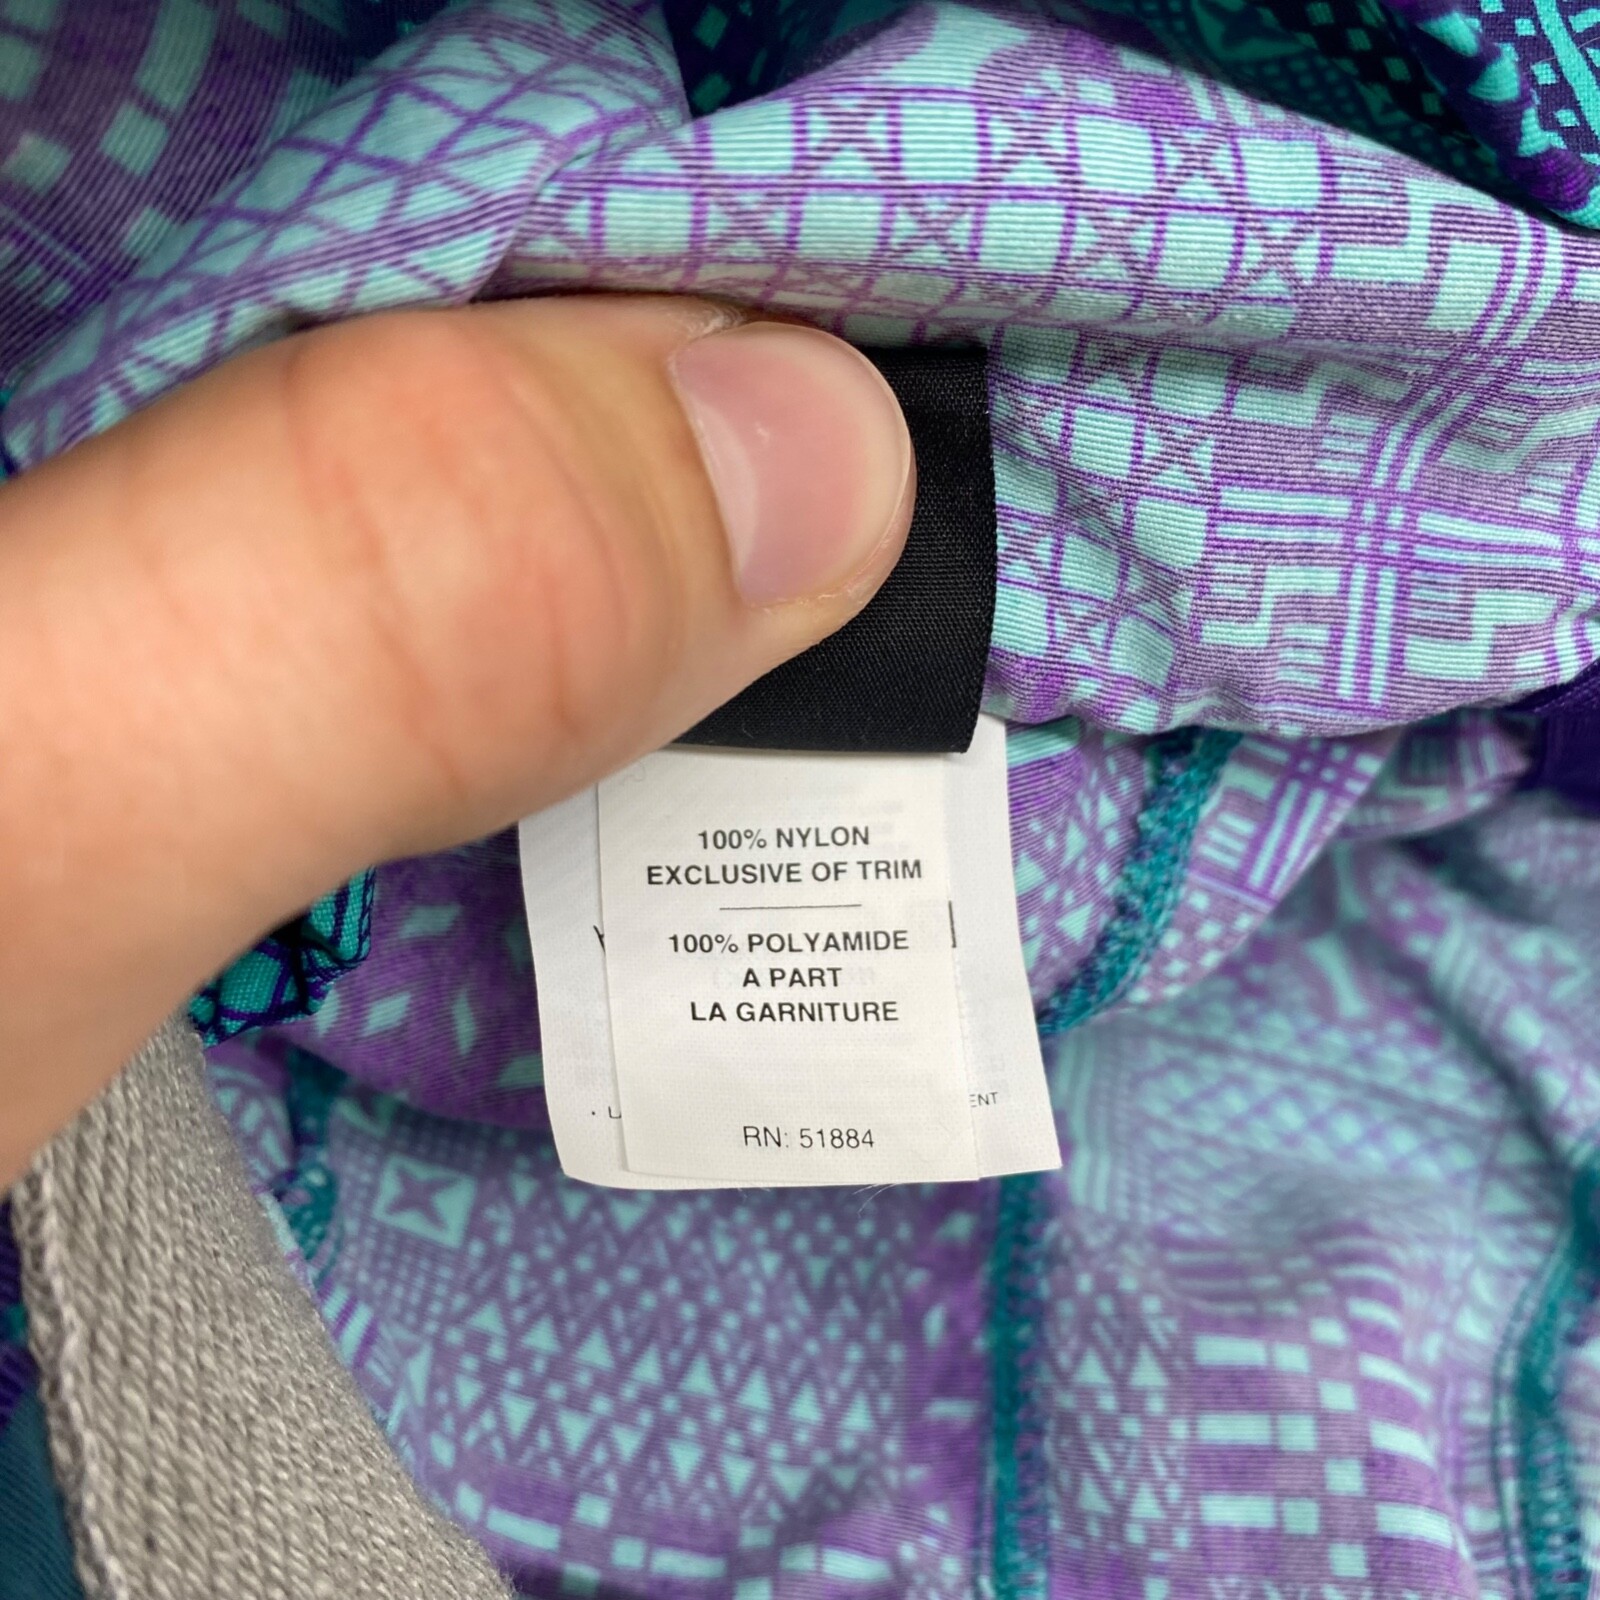 100% NYLON
EXCLUSIVE OF TRIM
100% POLYAMIDE
A PART
LA GARNITURE
RN: 51884